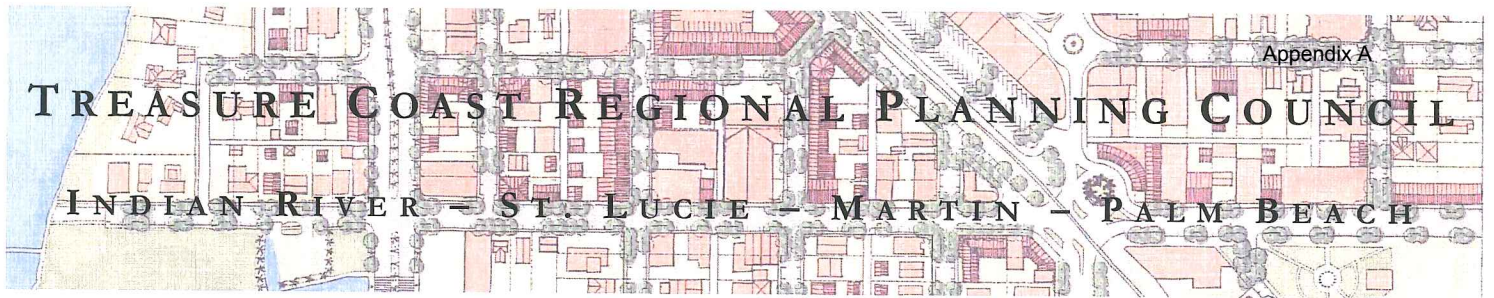 Appendix A
TREASURE COAST REGIONAL PLANNING COUNCIL
INDIAN RIVER – ST. LUCIE – MARTIN – PALM BEACH